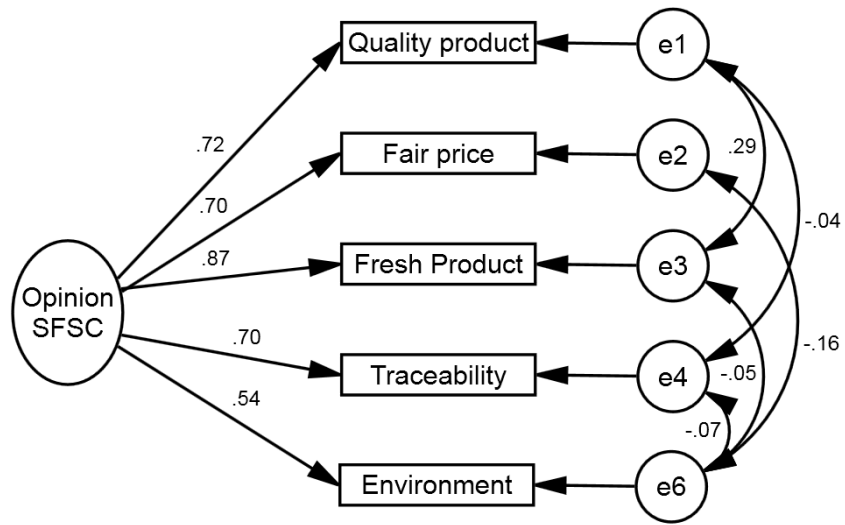 Quality product
e1
.72
.29
Fair price
e2
.70
-.04
.87
Fresh Product
e3
Opinion
SFSC
.70
-.16
Traceability
e4
-.05
.54
-.07
Environment
e6